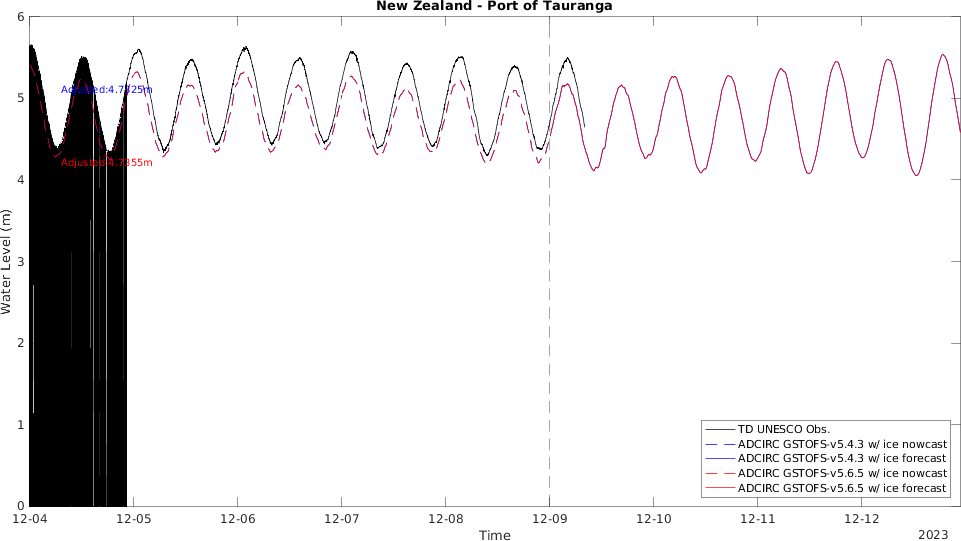 New Zealand - Port of Tauranga
6
5
4
3
2
1
0
Water Level (m)
Adjusted:4.7325m
Adjusted:4.7355m
12-04 12-05 12-06 12-07 12-08 12-09 12-10 12-11 12-12
Time
2023
TD UNESCO Obs.
ADCIRC GSTOFS-v5.4.3 w/ ice nowcast
ADCIRC GSTOFS-v5.4.3 w/ ice forecast
ADCIRC GSTOFS-v5.6.5 w/ ice nowcast
ADCIRC GSTOFS-v5.6.5 w/ ice forecast